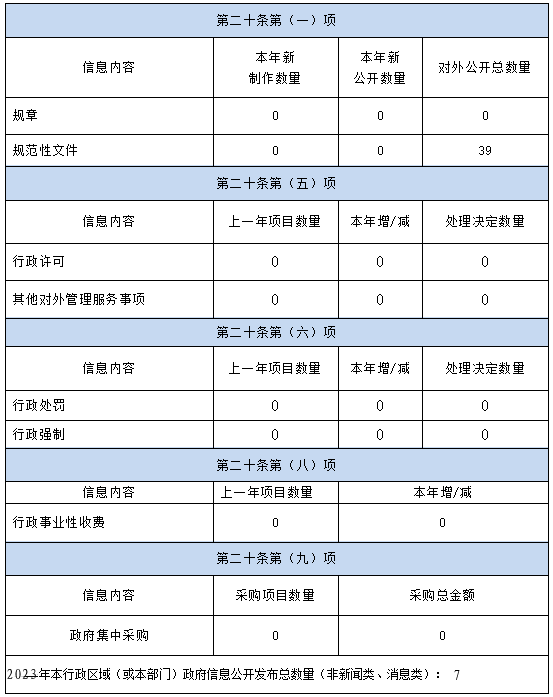 第二十条第（一）项
信息内容 本年新制作数量 本年新公开数量 对外公开总数量
规章 0 0 0
规范性文件 0 0 39
第二十条第（五）项
信息内容 上一年项目数量 本年增/减 处理决定数量
行政许可 0 0 0
其他对外管理服务事项 0 0 0
第二十条第（六）项
信息内容 上一年项目数量 本年增/减 处理决定数量
行政处罚 0 0 0
行政强制 0 0 0
第二十条第（八）项
信息内容 上一年项目数量 本年增/减
行政事业性收费 0 0
第二十条第（九）项
信息内容 采购项目数量 采购总金额
政府集中采购 0 0
2023年本行政区域（或本部门）政府信息公开发布总数量（非新闻类、消息类）： 7